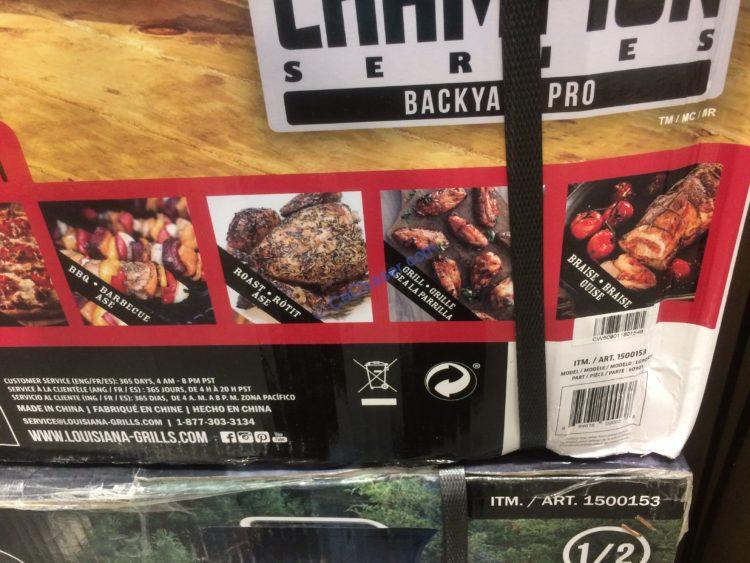 CHAMPION
SERIES
BACKYA PRO
TM / MC / MR
BBQ • BARBECUE
ASE
ROAST • RÔTIT
ASE
GRILL • GRILLE
ASE A LA PARRILLA
BRAISE • BRAISE
GUISE
ITM. / ART. 1500153
MODEL / MODÈLE / MODELO :
PART / PIÈCE / PARTE :
CUSTOMER SERVICE (ENG/FR/ES): 365 DAYS, 4 AM - 8 PM PST
SERVICE À LA CLIENTÈLE (ANG / FR / ES) : 365 JOURS, DE 4 H À 20 H PST
SERVICIO AL CLIENTE (ING / FR / ES): 365 DIAS, DE 4 A. M. A 8 P. M. ZONA PACÍFICO
MADE IN CHINA | FABRIQUÉ EN CHINE | HECHO EN CHINA
SERVICE@LOUISIANA-GRILLS.COM | 1-877-303-3134
WWW.LOUISIANA-GRILLS.COM
ITM. / ART. 1500153
1/2